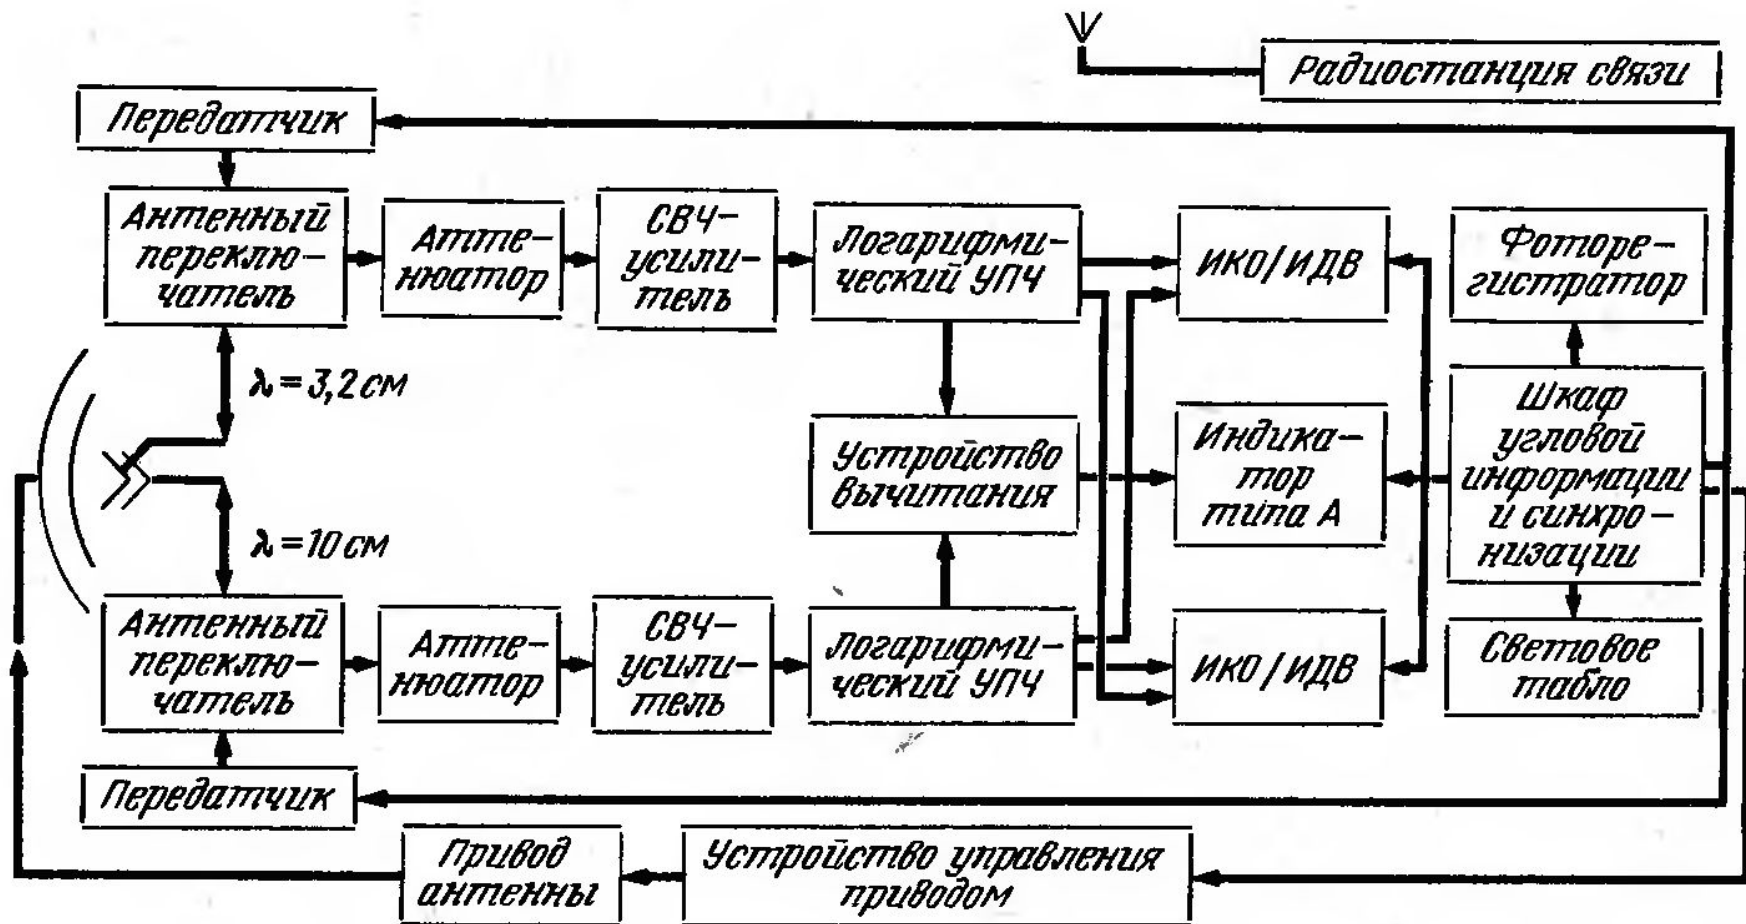 Радиостанция связи
Передатчик
Антенный
переклю-
чатель
Атте-
нюатор
СВЧ-
усили-
тель
Логарифми-
ческий УПЧ
ИКО/ИДВ
Фоторе-
гистратор
λ = 3,2 см
Устройство
вычитания
Индика-
тор
типа А
Шкаф
угловой
информации
и синхро-
низации
λ = 10 см
Антенный
переклю-
чатель
Атте-
нюатор
СВЧ-
усили-
тель
Логарифми-
ческий УПЧ
ИКО/ИДВ
Световое
табло
Передатчик
Привод
антенны
Устройство управления
приводом